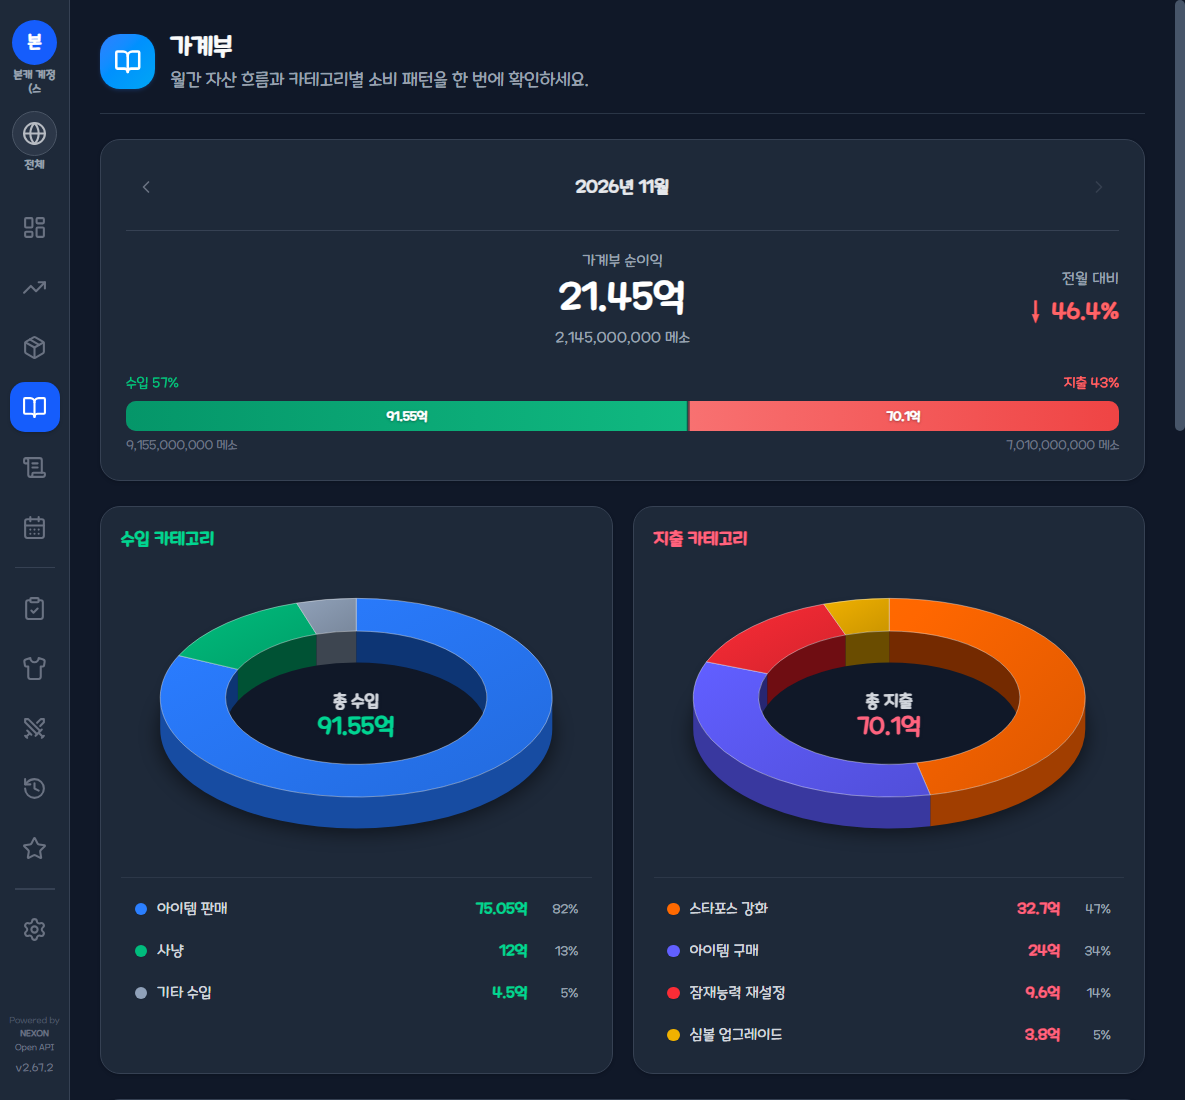 본
본캐 계정
(스
전체
Powered by
NEXON
Open API
v2.67.2
가계부
월간 자산 흐름과 카테고리별 소비 패턴을 한 번에 확인하세요.
2026년 11월
가계부 순이익
21.45억
2,145,000,000 메소
전월 대비
↓ 46.4%
수입 57%
지출 43%
91.55억
70.1억
9,155,000,000 메소
7,010,000,000 메소
수입 카테고리
총 수입
91.55억
아이템 판매 75.05억 82%
사냥 12억 13%
기타 수입 4.5억 5%
지출 카테고리
총 지출
70.1억
스타포스 강화 32.7억 47%
아이템 구매 24억 34%
잠재능력 재설정 9.6억 14%
심볼 업그레이드 3.8억 5%